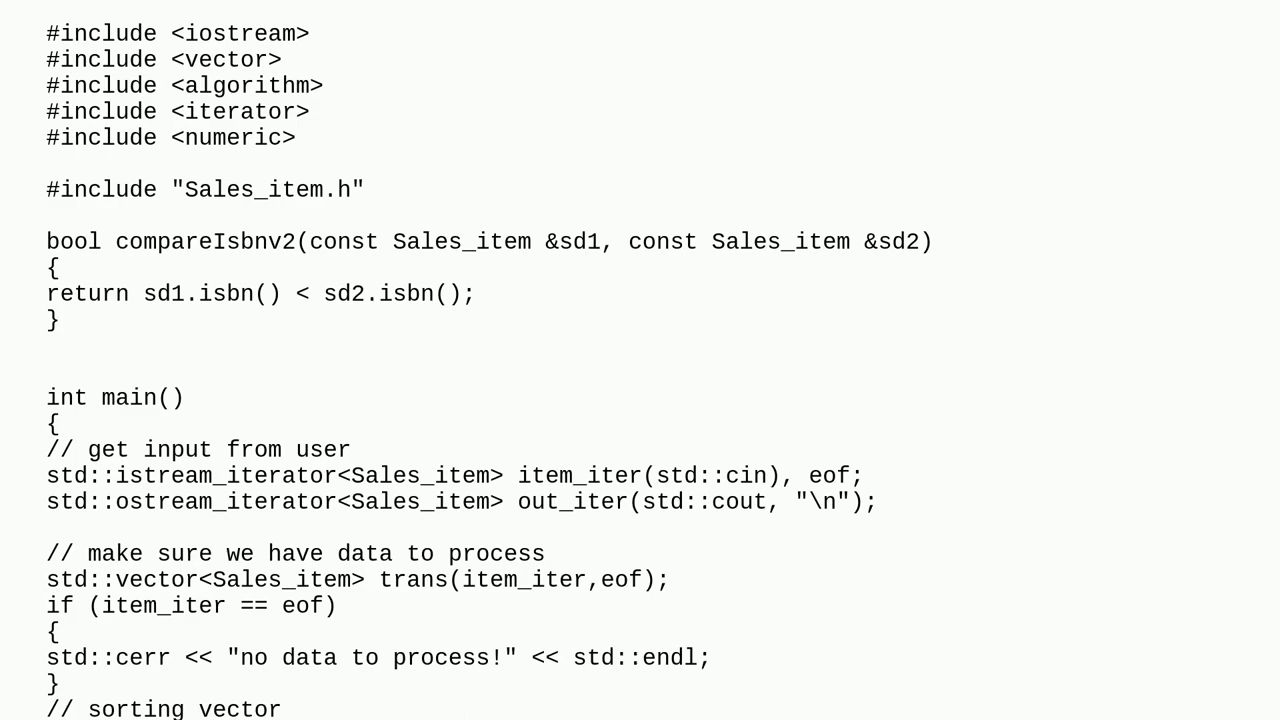 #include <iostream>
#include <vector>
#include <algorithm>
#include <iterator>
#include <numeric>
#include "Sales_item.h"
bool compareIsbnv2(const Sales_item &sd1, const Sales_item &sd2)
{
return sd1.isbn() < sd2.isbn();
}
int main()
{
// get input from user
std::istream_iterator<Sales_item> item_iter(std::cin), eof;
std::ostream_iterator<Sales_item> out_iter(std::cout, "\n");
// make sure we have data to process
std::vector<Sales_item> trans(item_iter,eof);
if (item_iter == eof)
{
std::cerr << "no data to process!" << std::endl;
}
// sorting vector